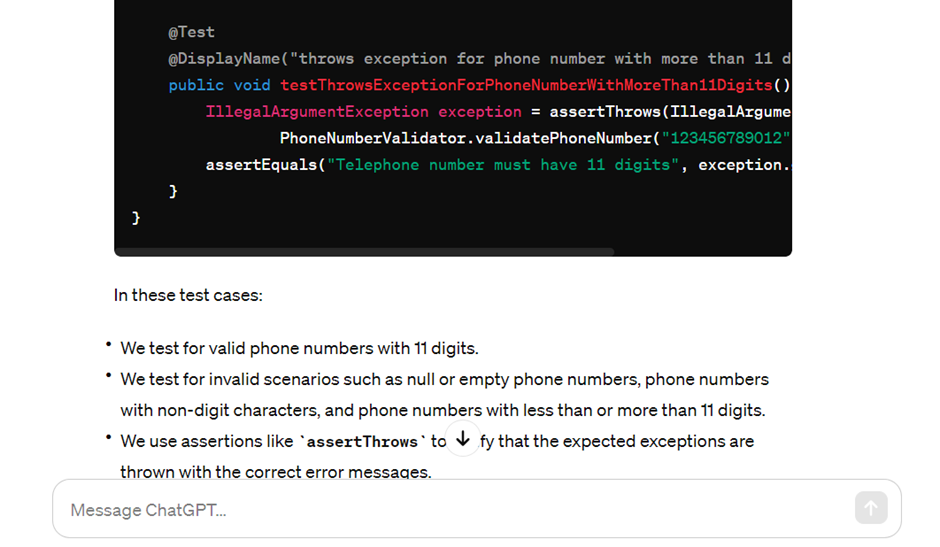 @Test
@DisplayName("throws exception for phone number with more than 11 d
public void testThrowsExceptionForPhoneNumberWithMoreThan11Digits()
IllegalArgumentException exception = assertThrows(IllegalArgume
PhoneNumberValidator.validatePhoneNumber("123456789012"
assertEquals("Telephone number must have 11 digits", exception.
}
}
In these test cases:
• We test for valid phone numbers with 11 digits.
• We test for invalid scenarios such as null or empty phone numbers, phone numbers
with non-digit characters, and phone numbers with less than or more than 11 digits.
• We use assertions like `assertThrows` to fy that the expected exceptions are
thrown with the correct error messages.
Message ChatGPT...